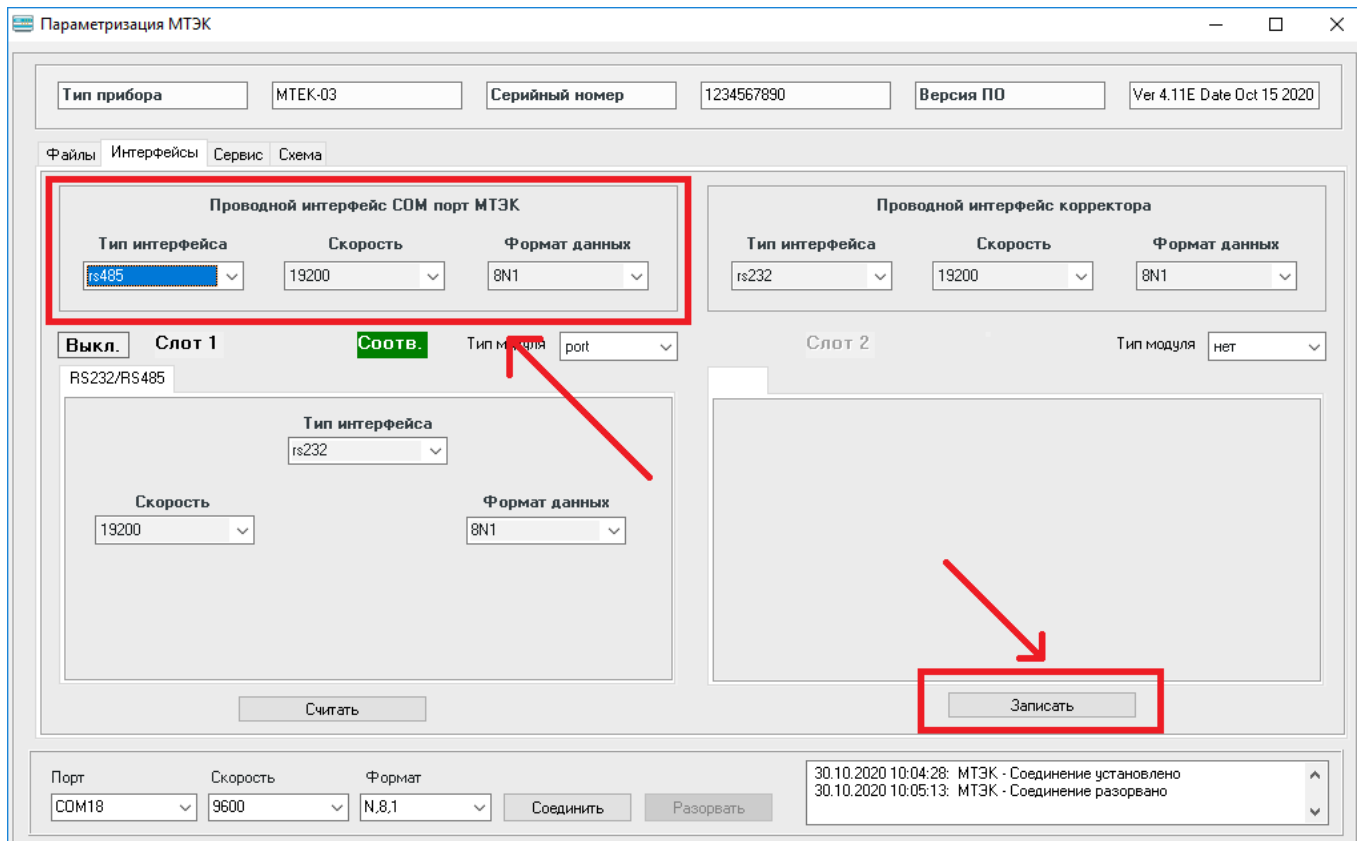 Параметризация МТЭК
Тип прибора MTEK-03 Серийный номер 1234567890 Версия ПО Ver 4.11E Date Oct 15 2020
Файлы Интерфейсы Сервис Схема
Проводной интерфейс COM порт МТЭК
Тип интерфейса Скорость Формат данных
rs485 19200 8N1
Проводной интерфейс корректора
Тип интерфейса Скорость Формат данных
rs232 19200 8N1
Выкл. Слот 1 Соотв. Тип модуля port
RS232/RS485
Тип интерфейса
rs232
Скорость Формат данных
19200 8N1
Считать
Слот 2 Тип модуля нет
Записать
Порт Скорость Формат
COM18 9600 N,8,1 Соединить Разорвать
30.10.2020 10:04:28: МТЭК - Соединение установлено
30.10.2020 10:05:13: МТЭК - Соединение разорвано